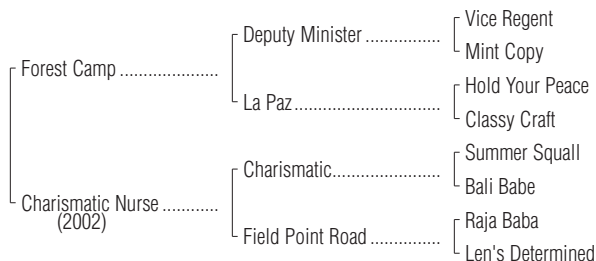 Vice Regent
Deputy Minister ................
Mint Copy
Forest Camp .....................
Hold Your Peace
La Paz...............................
Classy Craft
Summer Squall
Charismatic.......................
Bali Babe
Charismatic Nurse ............
(2002)
Raja Baba
Field Point Road ...............
Len's Determined